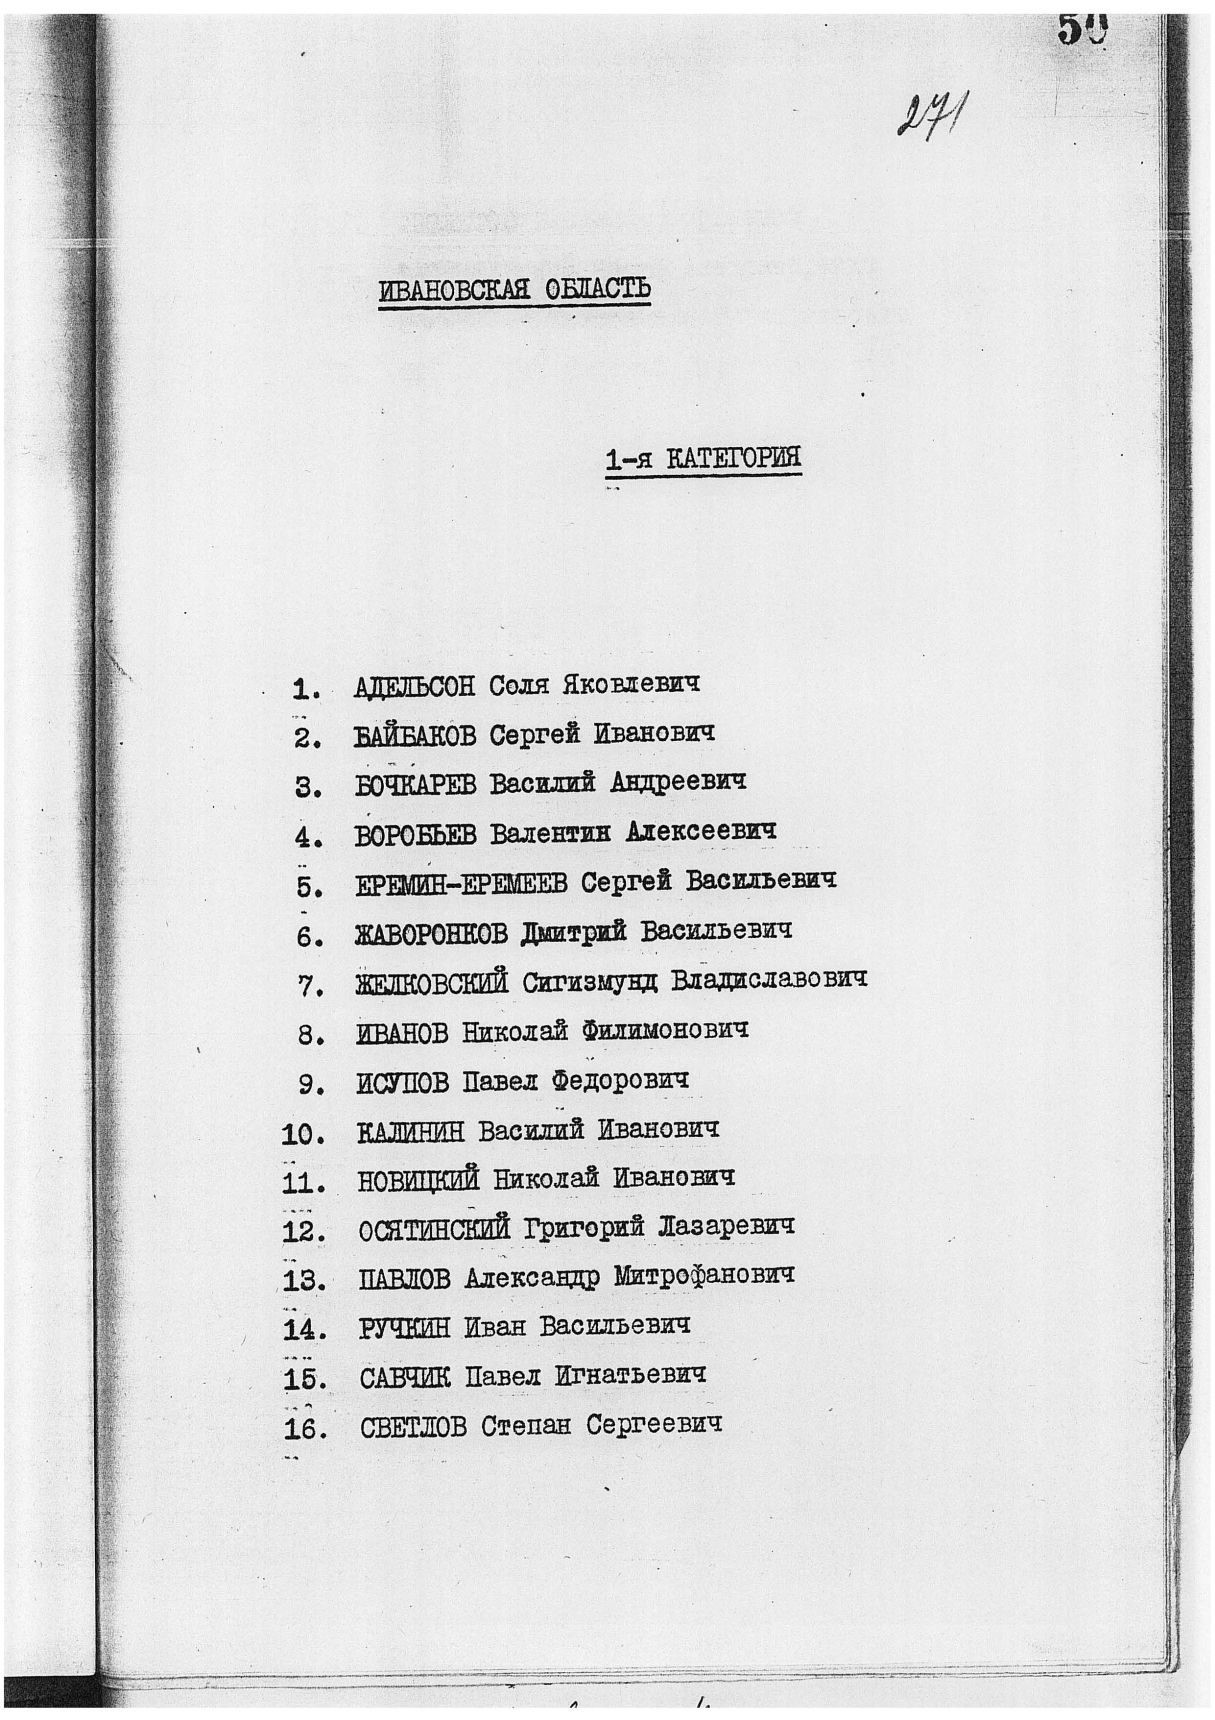 50
271
ИВАНОВСКАЯ ОБЛАСТЬ
1-я КАТЕГОРИЯ
1. АДЕЛЬСОН Соля Яковлевич
2. БАЙБАКОВ Сергей Иванович
3. БОЧКАРЕВ Василий Андреевич
4. ВОРОБЬЕВ Валентин Алексеевич
5. ЕРЕМИН-ЕРЕМЕЕВ Сергей Васильевич
6. ЖАВОРОНКОВ Дмитрий Васильевич
7. ЖЕЛКОВСКИЙ Сигизмунд Владиславович
8. ИВАНОВ Николай Филимонович
9. ИСУПОВ Павел Федорович
10. КАЛИНИН Василий Иванович
11. НОВИЦКИЙ Николай Иванович
12. ОСЯТИНСКИЙ Григорий Лазаревич
13. ПАВЛОВ Александр Митрофанович
14. РУЧКИН Иван Васильевич
15. САВЧИК Павел Игнатьевич
16. СВЕТЛОВ Степан Сергеевич